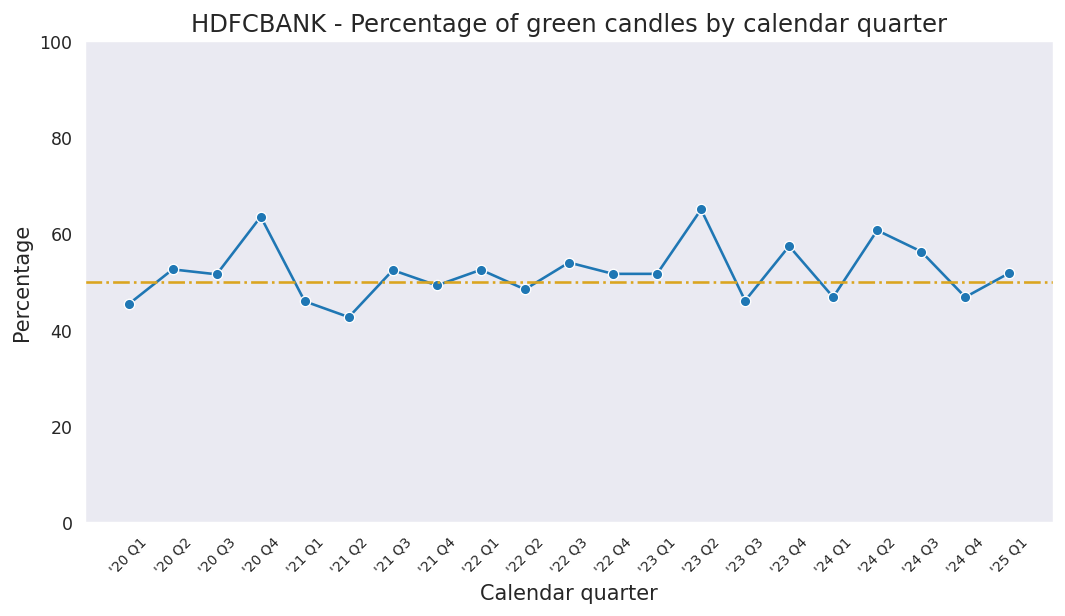 HDFCBANK - Percentage of green candles by calendar quarter
100
80
60
40
20
0
Percentage
'20 Q1
'20 Q2
'20 Q3
'20 Q4
'21 Q1
'21 Q2
'21 Q3
'21 Q4
'22 Q1
'22 Q2
'22 Q3
'22 Q4
'23 Q1
'23 Q2
'23 Q3
'23 Q4
'24 Q1
'24 Q2
'24 Q3
'24 Q4
'25 Q1
Calendar quarter